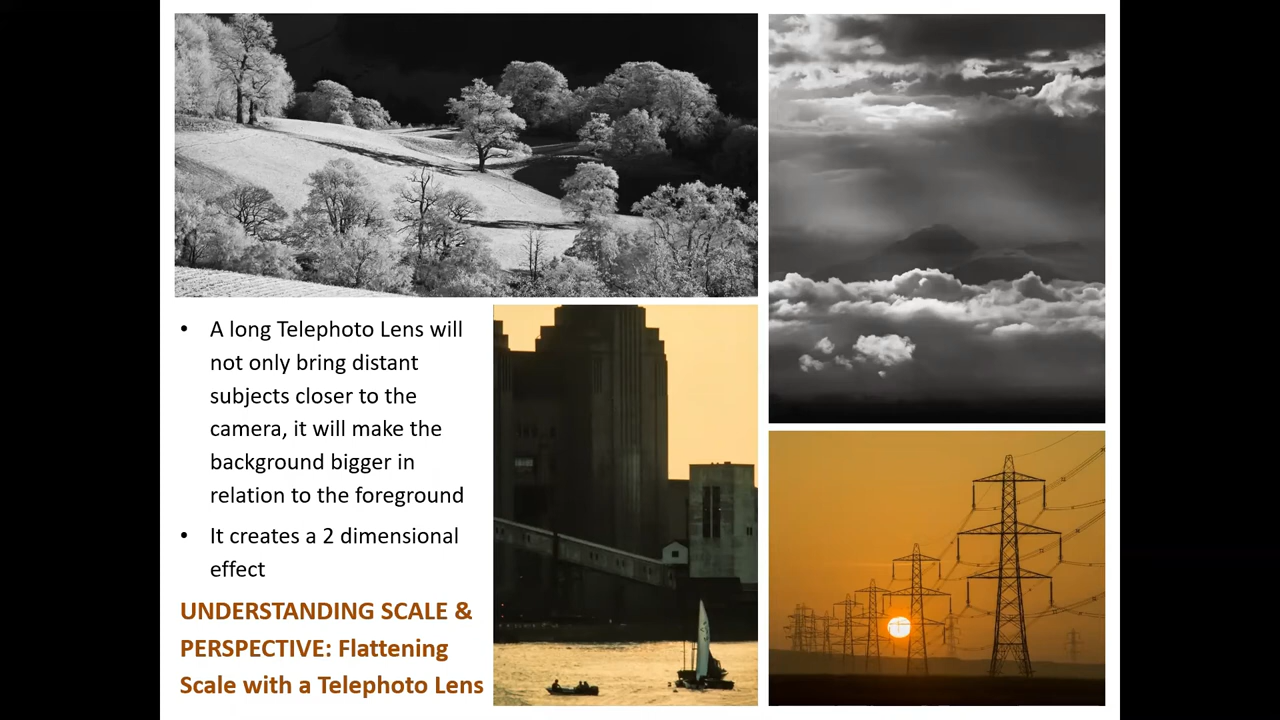 • A long Telephoto Lens will
not only bring distant
subjects closer to the
camera, it will make the
background bigger in
relation to the foreground
• It creates a 2 dimensional
effect
UNDERSTANDING SCALE &
PERSPECTIVE: Flattening
Scale with a Telephoto Lens